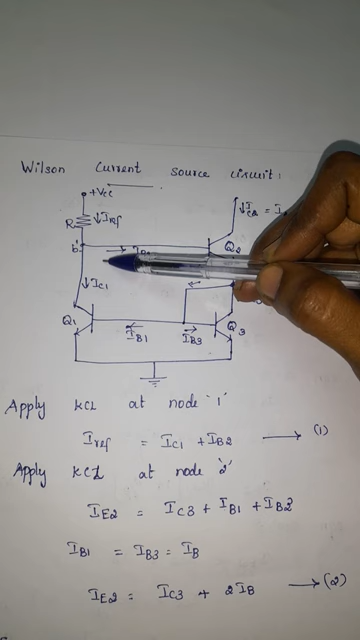 Wilson Current Source Circuit:
+Vcc
R ↓Iref
↓IC2 =
b'
Q2
↓IC1
Q1
IB1
IB3
Q3
Apply KCL at node '1'
Iref = IC1 + IB2 → (1)
Apply KCL at node '2'
IE2 = IC3 + IB1 + IB2
IB1 = IB3 = IB
IE2 = IC3 + 2IB → (2)